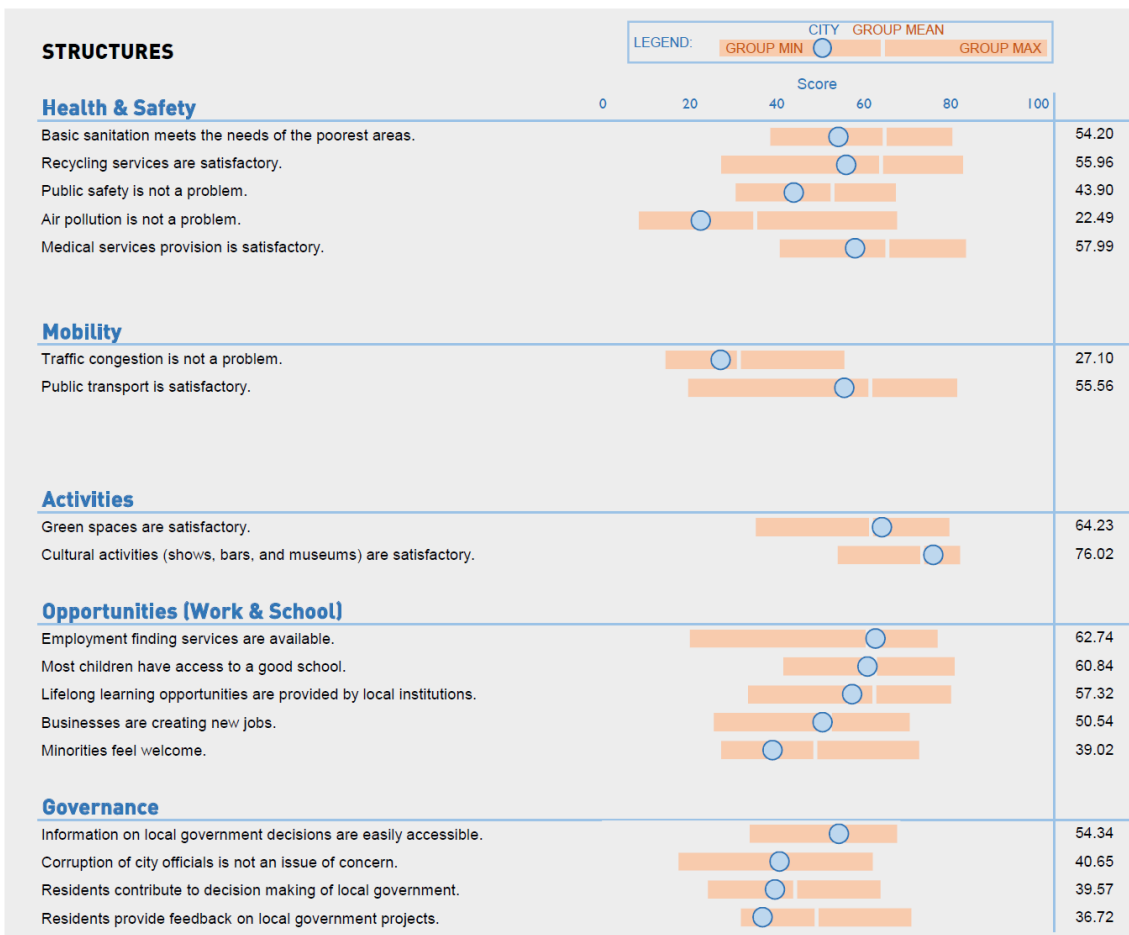 STRUCTURES
LEGEND:
CITY GROUP MEAN
GROUP MIN GROUP MAX
Score
Health & Safety 0 20 40 60 80 100
Basic sanitation meets the needs of the poorest areas. 54.20
Recycling services are satisfactory. 55.96
Public safety is not a problem. 43.90
Air pollution is not a problem. 22.49
Medical services provision is satisfactory. 57.99
Mobility
Traffic congestion is not a problem. 27.10
Public transport is satisfactory. 55.56
Activities
Green spaces are satisfactory. 64.23
Cultural activities (shows, bars, and museums) are satisfactory. 76.02
Opportunities (Work & School)
Employment finding services are available. 62.74
Most children have access to a good school. 60.84
Lifelong learning opportunities are provided by local institutions. 57.32
Businesses are creating new jobs. 50.54
Minorities feel welcome. 39.02
Governance
Information on local government decisions are easily accessible. 54.34
Corruption of city officials is not an issue of concern. 40.65
Residents contribute to decision making of local government. 39.57
Residents provide feedback on local government projects. 36.72